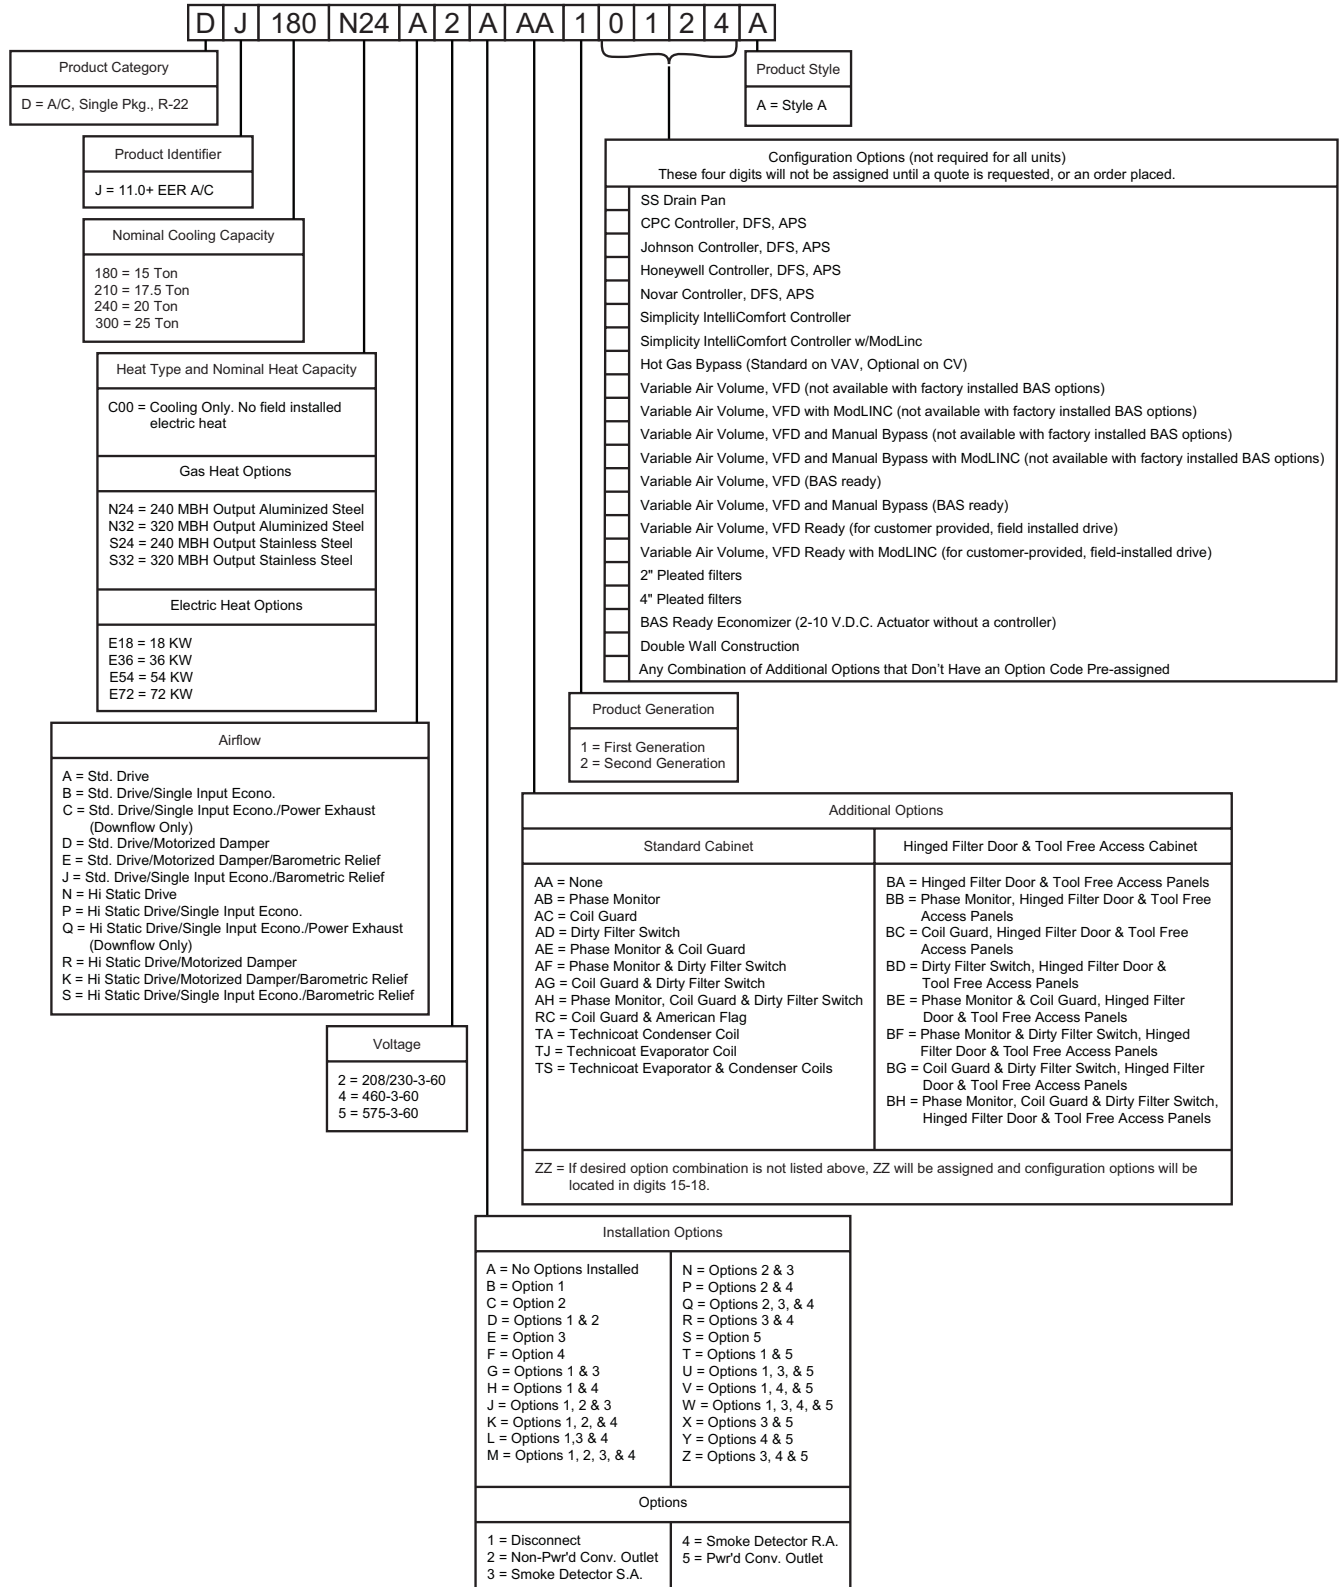 D J 180 N24 A 2 A AA 1 0 1 2 4 A
Product Category
D = A/C, Single Pkg., R-22
Product Style
A = Style A
Product Identifier
J = 11.0+ EER A/C
Nominal Cooling Capacity
180 = 15 Ton
210 = 17.5 Ton
240 = 20 Ton
300 = 25 Ton
Heat Type and Nominal Heat Capacity
C00 = Cooling Only. No field installed
electric heat
Gas Heat Options
N24 = 240 MBH Output Aluminized Steel
N32 = 320 MBH Output Aluminized Steel
S24 = 240 MBH Output Stainless Steel
S32 = 320 MBH Output Stainless Steel
Electric Heat Options
E18 = 18 KW
E36 = 36 KW
E54 = 54 KW
E72 = 72 KW
Configuration Options (not required for all units)
These four digits will not be assigned until a quote is requested, or an order placed.
SS Drain Pan
CPC Controller, DFS, APS
Johnson Controller, DFS, APS
Honeywell Controller, DFS, APS
Novar Controller, DFS, APS
Simplicity IntelliComfort Controller
Simplicity IntelliComfort Controller w/ModLinc
Hot Gas Bypass (Standard on VAV, Optional on CV)
Variable Air Volume, VFD (not available with factory installed BAS options)
Variable Air Volume, VFD with ModLINC (not available with factory installed BAS options)
Variable Air Volume, VFD and Manual Bypass (not available with factory installed BAS options)
Variable Air Volume, VFD and Manual Bypass with ModLINC (not available with factory installed BAS options)
Variable Air Volume, VFD (BAS ready)
Variable Air Volume, VFD and Manual Bypass (BAS ready)
Variable Air Volume, VFD Ready (for customer provided, field installed drive)
Variable Air Volume, VFD Ready with ModLINC (for customer-provided, field-installed drive)
2" Pleated filters
4" Pleated filters
BAS Ready Economizer (2-10 V.D.C. Actuator without a controller)
Double Wall Construction
Any Combination of Additional Options that Don't Have an Option Code Pre-assigned
Product Generation
1 = First Generation
2 = Second Generation
Airflow
A = Std. Drive
B = Std. Drive/Single Input Econo.
C = Std. Drive/Single Input Econo./Power Exhaust
(Downflow Only)
D = Std. Drive/Motorized Damper
E = Std. Drive/Motorized Damper/Barometric Relief
J = Std. Drive/Single Input Econo./Barometric Relief
N = Hi Static Drive
P = Hi Static Drive/Single Input Econo.
Q = Hi Static Drive/Single Input Econo./Power Exhaust
(Downflow Only)
R = Hi Static Drive/Motorized Damper
K = Hi Static Drive/Motorized Damper/Barometric Relief
S = Hi Static Drive/Single Input Econo./Barometric Relief
Voltage
2 = 208/230-3-60
4 = 460-3-60
5 = 575-3-60
Additional Options
Standard Cabinet
AA = None
AB = Phase Monitor
AC = Coil Guard
AD = Dirty Filter Switch
AE = Phase Monitor & Coil Guard
AF = Phase Monitor & Dirty Filter Switch
AG = Coil Guard & Dirty Filter Switch
AH = Phase Monitor, Coil Guard & Dirty Filter Switch
RC = Coil Guard & American Flag
TA = Technicoat Condenser Coil
TJ = Technicoat Evaporator Coil
TS = Technicoat Evaporator & Condenser Coils
Hinged Filter Door & Tool Free Access Cabinet
BA = Hinged Filter Door & Tool Free Access Panels
BB = Phase Monitor, Hinged Filter Door & Tool Free
Access Panels
BC = Coil Guard, Hinged Filter Door & Tool Free
Access Panels
BD = Dirty Filter Switch, Hinged Filter Door &
Tool Free Access Panels
BE = Phase Monitor & Coil Guard, Hinged Filter
Door & Tool Free Access Panels
BF = Phase Monitor & Dirty Filter Switch, Hinged
Filter Door & Tool Free Access Panels
BG = Coil Guard & Dirty Filter Switch, Hinged Filter
Door & Tool Free Access Panels
BH = Phase Monitor, Coil Guard & Dirty Filter Switch,
Hinged Filter Door & Tool Free Access Panels
ZZ = If desired option combination is not listed above, ZZ will be assigned and configuration options will be
located in digits 15-18.
Installation Options
A = No Options Installed
B = Option 1
C = Option 2
D = Options 1 & 2
E = Option 3
F = Option 4
G = Options 1 & 3
H = Options 1 & 4
J = Options 1, 2 & 3
K = Options 1, 2, & 4
L = Options 1,3 & 4
M = Options 1, 2, 3, & 4
N = Options 2 & 3
P = Options 2 & 4
Q = Options 2, 3, & 4
R = Options 3 & 4
S = Option 5
T = Options 1 & 5
U = Options 1, 3, & 5
V = Options 1, 4, & 5
W = Options 1, 3, 4, & 5
X = Options 3 & 5
Y = Options 4 & 5
Z = Options 3, 4 & 5
Options
1 = Disconnect
2 = Non-Pwr'd Conv. Outlet
3 = Smoke Detector S.A.
4 = Smoke Detector R.A.
5 = Pwr'd Conv. Outlet